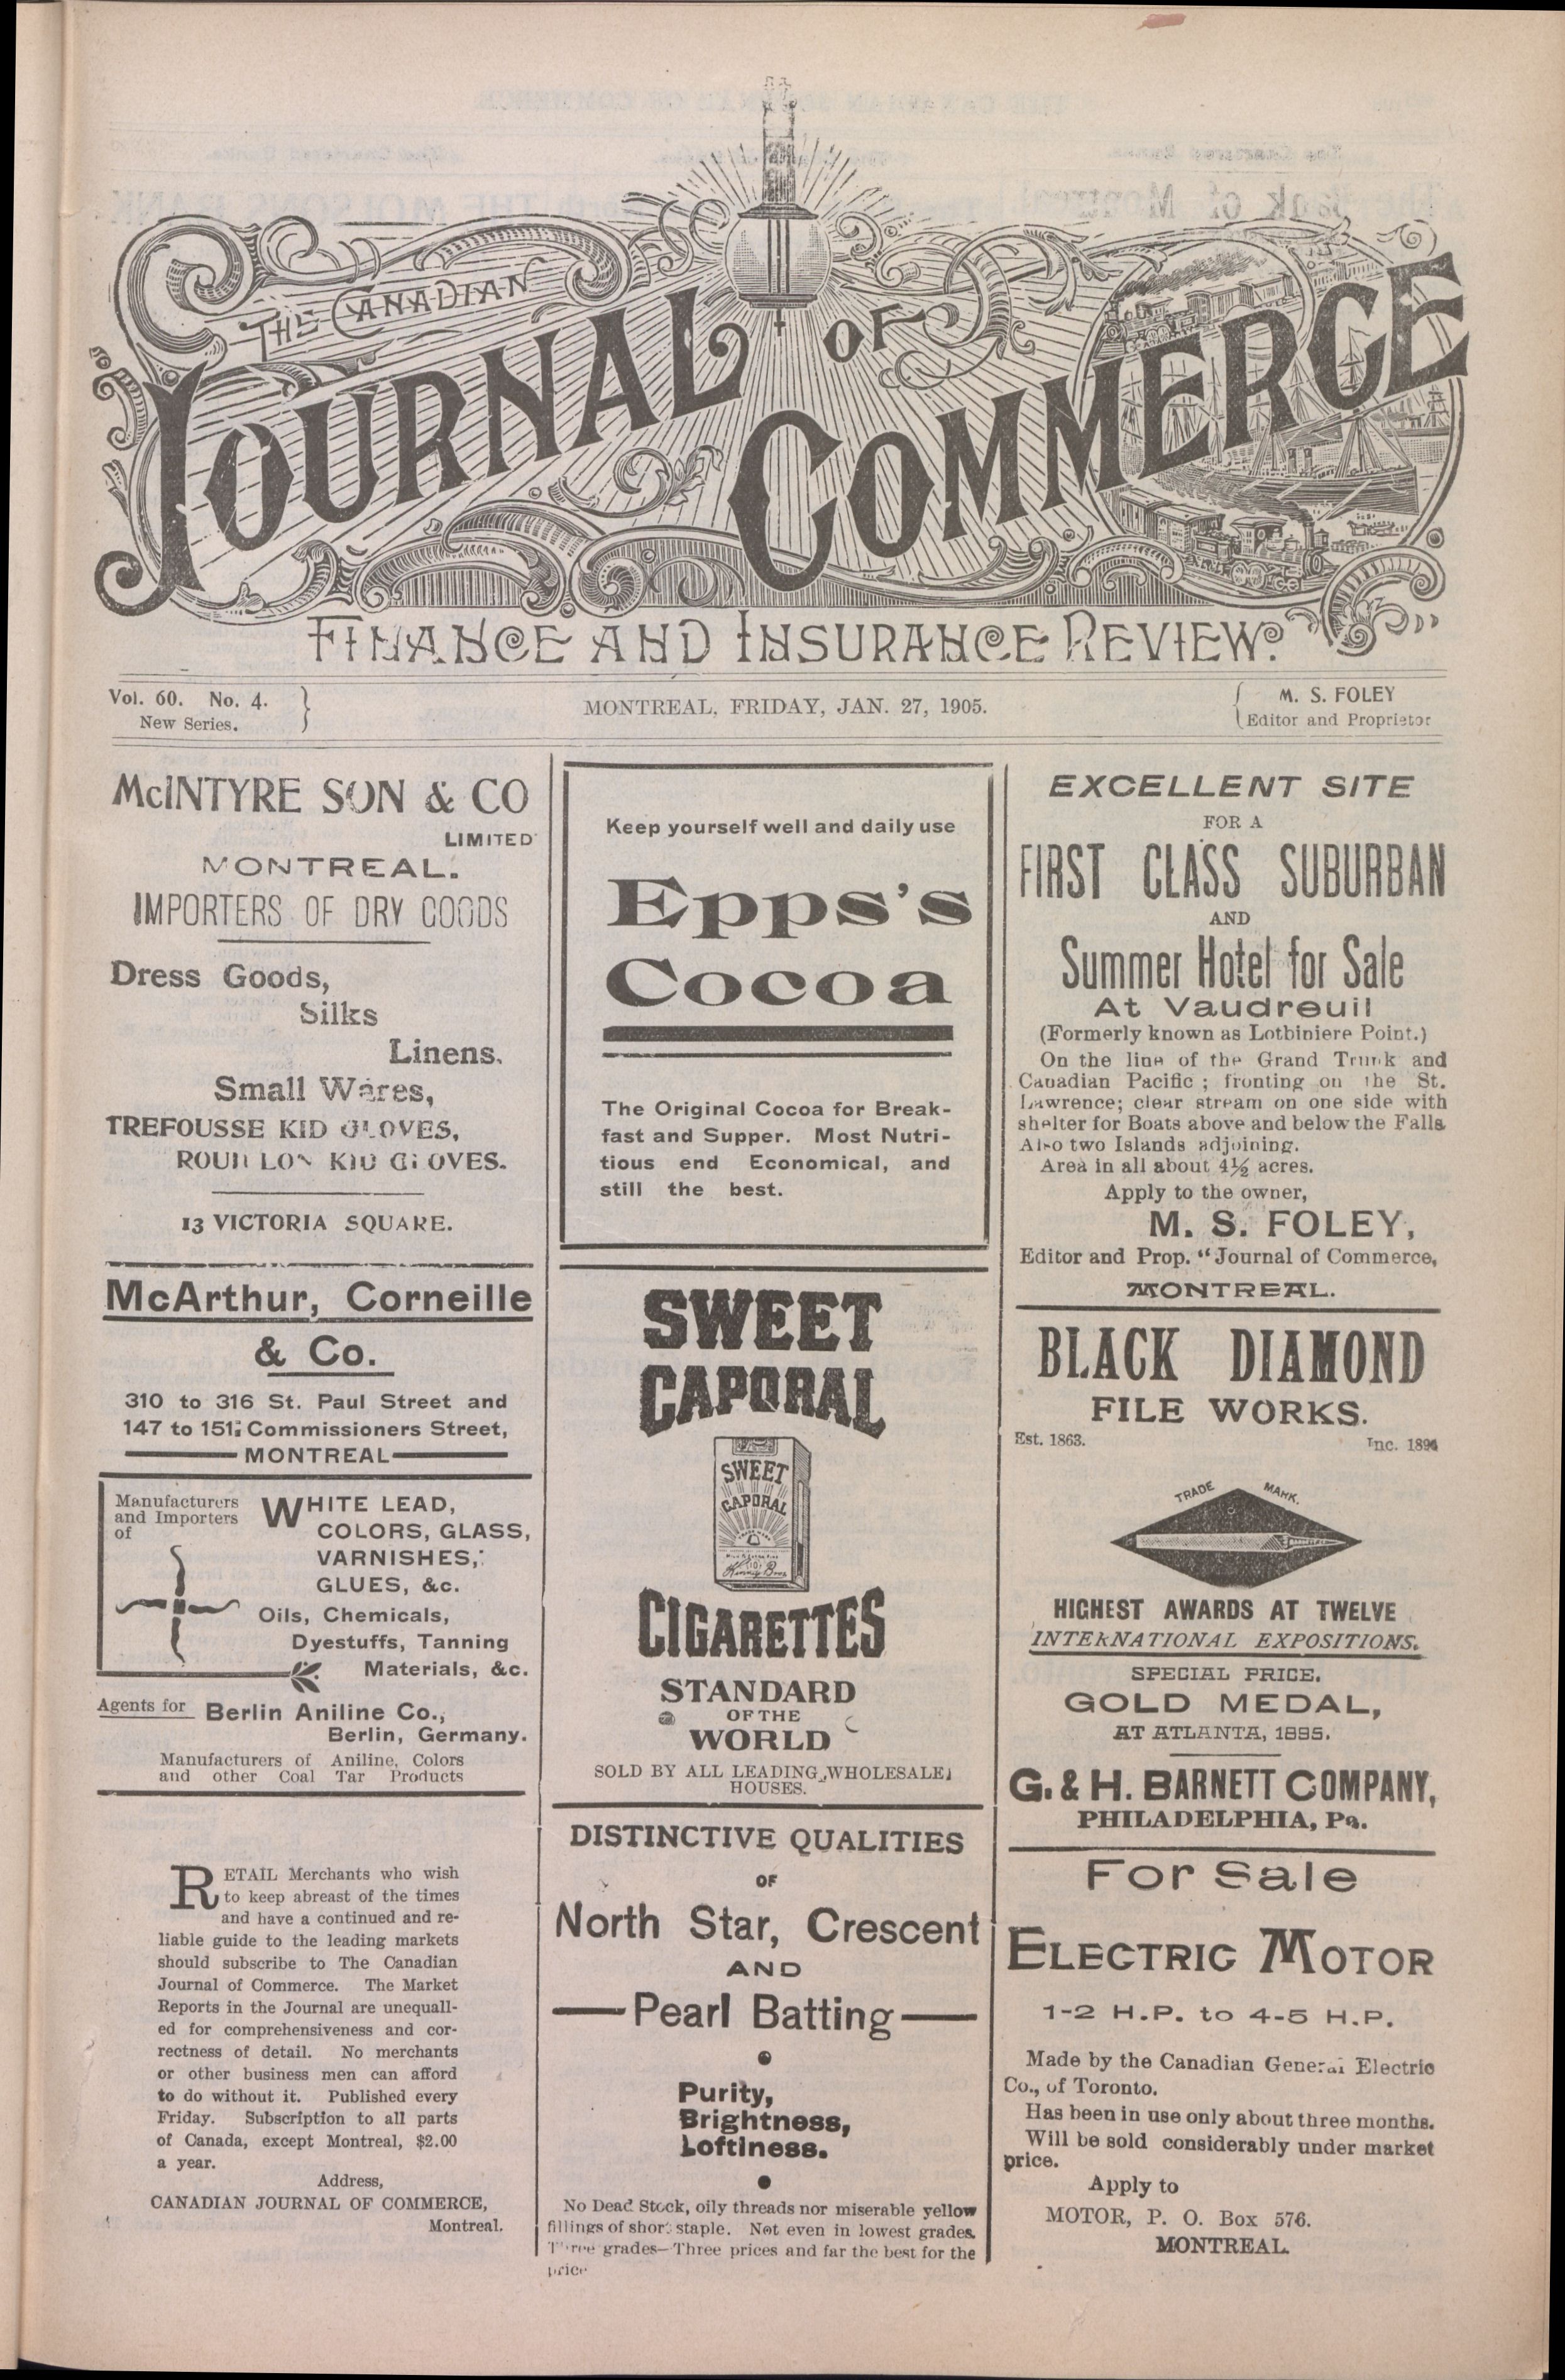 THE CANADIAN
JOURNAL OF
COMMERCE
FINANCE AND INSURANCE REVIEW.
Vol. 60. No. 4.
New Series.
MONTREAL, FRIDAY, JAN. 27, 1905.
M. S. FOLEY
Editor and Proprietor
McINTYRE SON & CO
LIMITED
MONTREAL.
IMPORTERS OF DRY GOODS
Dress Goods,
Silks
Linens.
Small Wares,
TREFOUSSE KID GLOVES,
KID GLOVES.
13 VICTORIA SQUARE.
McArthur, Corneille
& Co.
310 to 316 St. Paul Street and
147 to 151; Commissioners Street,
MONTREAL
Manufacturers
and Importers
of
WHITE LEAD,
COLORS, GLASS,
VARNISHES,
GLUES, &c.
Oils, Chemicals,
Dyestuffs, Tanning
Materials, &c.
Agents for Berlin Aniline Co.,
Berlin, Germany.
Manufacturers of Aniline, Colors
and other Coal Tar Products
RETAIL Merchants who wish
to keep abreast of the times
and have a continued and re-
liable guide to the leading markets
should subscribe to The Canadian
Journal of Commerce. The Market
Reports in the Journal are unequall-
ed for comprehensiveness and cor-
rectness of detail. No merchants
or other business men can afford
to do without it. Published every
Friday. Subscription to all parts
of Canada, except Montreal, $2.00
a year.
Address,
CANADIAN JOURNAL OF COMMERCE,
Montreal.
Keep yourself well and daily use
Epps's
Cocoa
The Original Cocoa for Break-
fast and Supper. Most Nutri-
tious end Economical, and
still the best.
SWEET
CAPORAL
SWEET
CAPORAL
Kinney Bros
CIGARETTES
STANDARD
OF THE
WORLD
SOLD BY ALL LEADING WHOLESALE
HOUSES.
DISTINCTIVE QUALITIES
OF
North Star, Crescent
AND
Pearl Batting
Purity,
Brightness,
Loftiness.
No Dead Stock, oily threads nor miserable yellow
fillings of short staple. Not even in lowest grades.
Three grades—Three prices and far the best for the
price
EXCELLENT SITE
FOR A
FIRST CLASS SUBURBAN
AND
Summer Hotel for Sale
At Vaudreuil
(Formerly known as Lotbiniere Point.)
On the line of the Grand Trunk and
Canadian Pacific; fronting on the St.
Lawrence; clear stream on one side with
shelter for Boats above and below the Falls
Also two Islands adjoining.
Area in all about 4½ acres.
Apply to the owner,
M. S. FOLEY,
Editor and Prop. "Journal of Commerce,
MONTREAL.
BLACK DIAMOND
FILE WORKS.
Est. 1863.
Inc. 1894
TRADE MARK.
HIGHEST AWARDS AT TWELVE
INTERNATIONAL EXPOSITIONS.
SPECIAL PRICE.
GOLD MEDAL,
AT ATLANTA, 1895.
G. & H. BARNETT COMPANY,
PHILADELPHIA, Pa.
For Sale
ELECTRIC MOTOR
1-2 H.P. to 4-5 H.P.
Made by the Canadian General Electric
Co., of Toronto.
Has been in use only about three months.
Will be sold considerably under market
price.
Apply to
MOTOR, P. O. Box 576.
MONTREAL